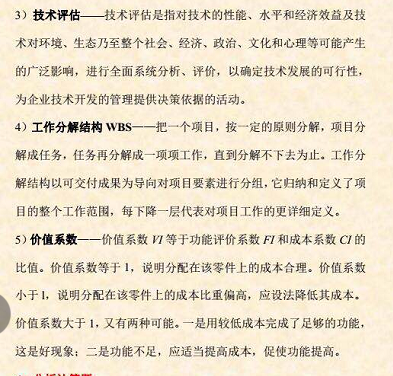 3）技术评估——技术评估是指对技术的性能、水平和经济效益及技
术对环境、生态乃至整个社会、经济、政治、文化和心理等可能产生
的广泛影响，进行全面系统分析、评价，以确定技术发展的可行性，
为企业技术开发的管理提供决策依据的活动。
4）工作分解结构 WBS——把一个项目，按一定的原则分解，项目分
解成任务，任务再分解成一项项工作，直到分解不下去为止。工作分
解结构以可交付成果为导向对项目要素进行分组，它归纳和定义了项
目的整个工作范围，每下降一层代表对项目工作的更详细定义。
5）价值系数——价值系数 VI 等于功能评价系数 FI 和成本系数 CI 的
比值。价值系数等于 1，说明分配在该零件上的成本合理。价值系数
小于 1，说明分配在该零件上的成本比重偏高，应设法降低其成本。
价值系数大于 1，又有两种可能。一是用较低成本完成了足够的功能，
这是好现象；二是功能不足，应适当提高成本，促使功能提高。